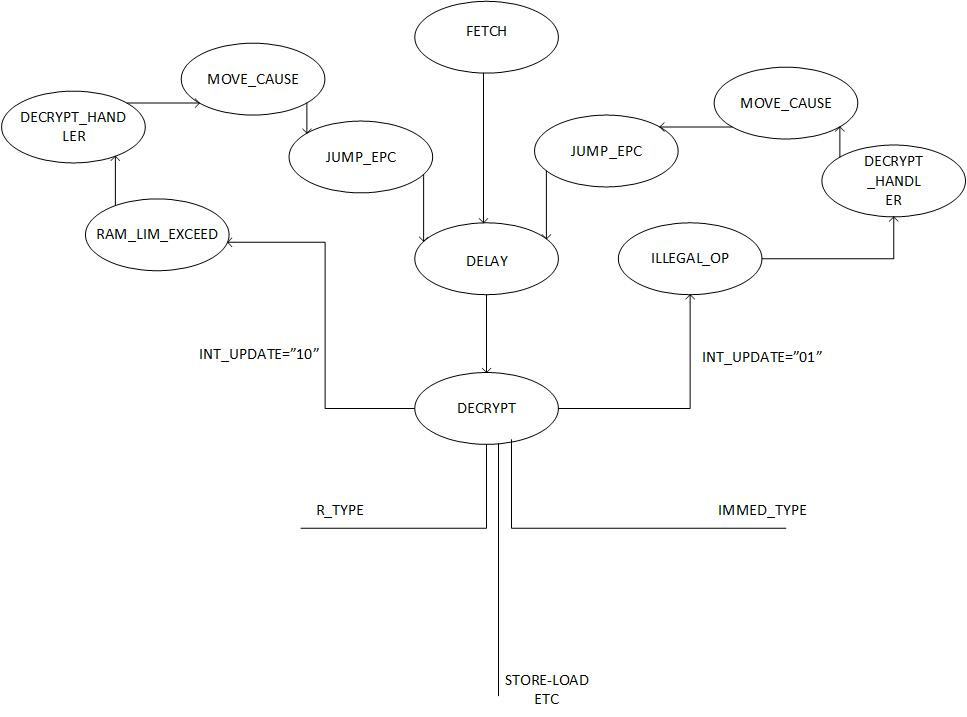 FETCH
MOVE_CAUSE
MOVE_CAUSE
DECRYPT_HAND
LER
JUMP_EPC
JUMP_EPC
DECRYPT
_HANDL
ER
RAM_LIM_EXCEED
DELAY
ILLEGAL_OP
INT_UPDATE=”10”
INT_UPDATE=”01”
DECRYPT
R_TYPE
IMMED_TYPE
STORE-LOAD
ETC